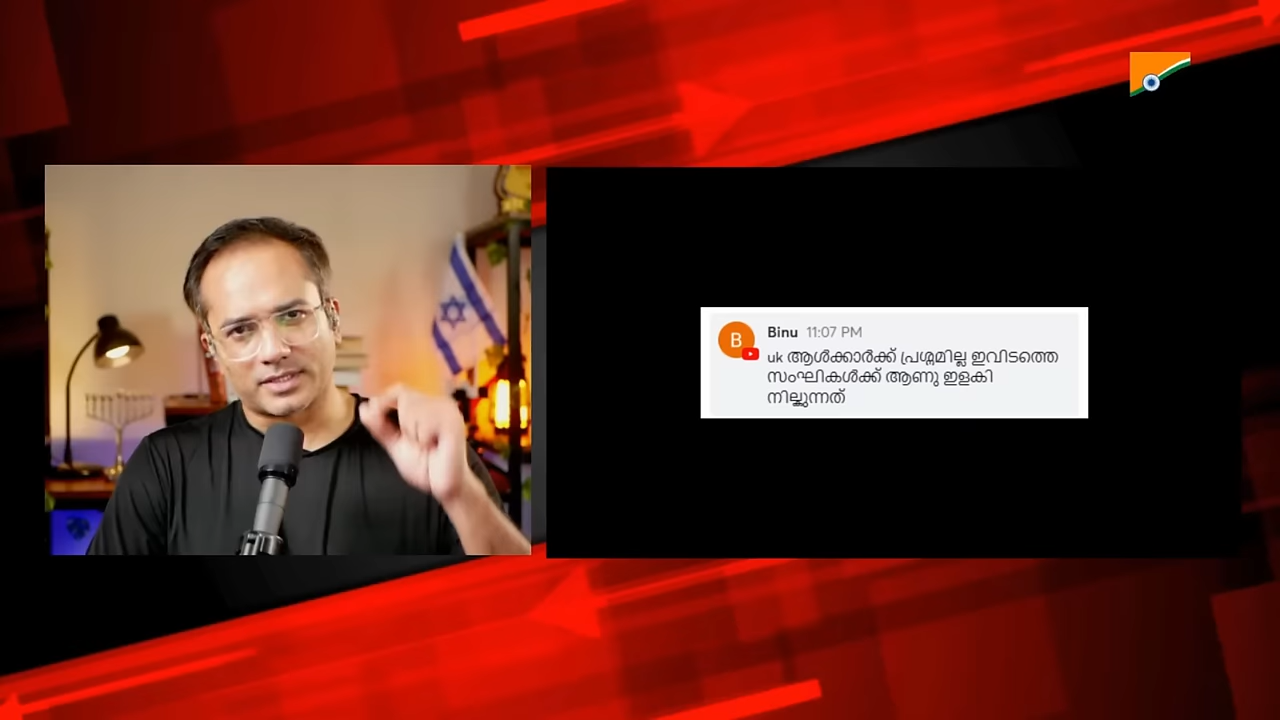 B
Binu 11:07 PM
uk ആൾക്കാർക്ക് പ്രശ്നമില്ല ഇവിടത്തെ
സംഘികൾക്ക് ആണു ഇളകി
നില്ക്കുന്നത്